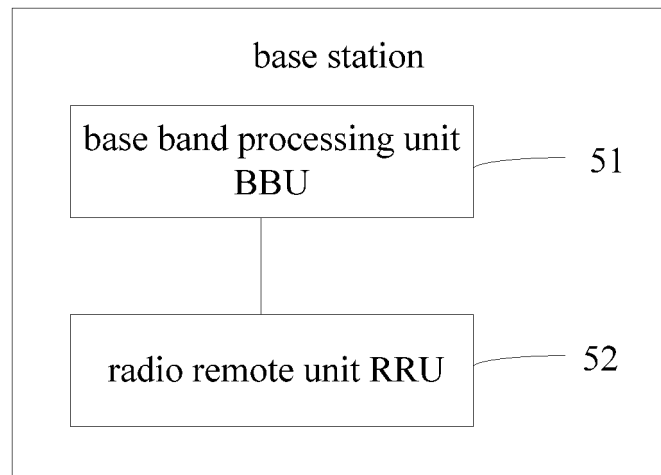 base station
base band processing unit
BBU
51
radio remote unit RRU
52